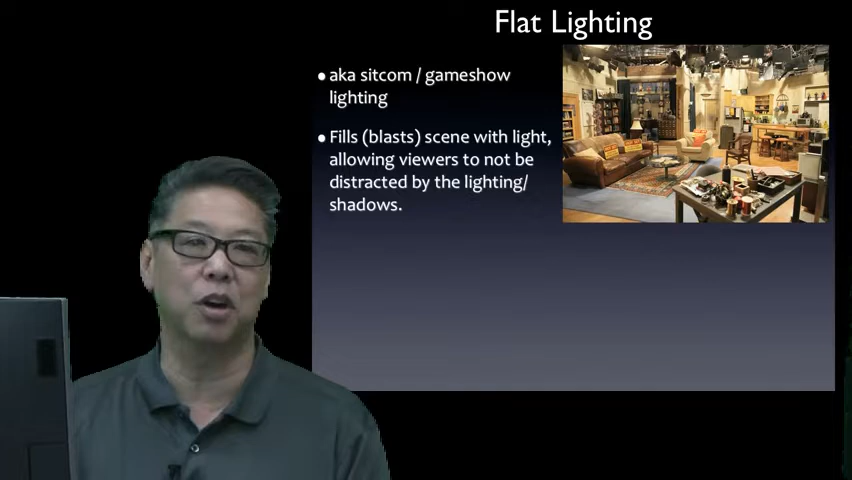 Flat Lighting
• aka sitcom / gameshow
lighting
• Fills (blasts) scene with light,
allowing viewers to not be
distracted by the lighting/
shadows.